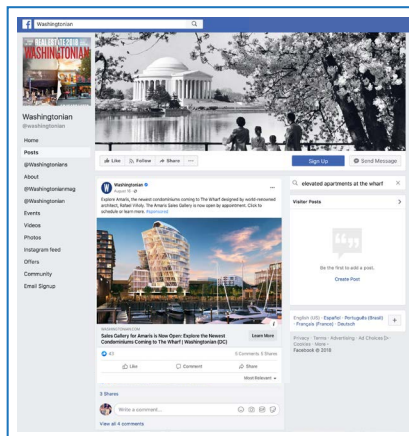 Washingtonian
REAL ESTATE 2018
WASHINGTONIAN
Washingtonian
@washingtonian
Home
Posts
@Washingtonians
About
@Washingtonianmag
@Washingtonian
Events
Videos
Photos
Instagram feed
Offers
Community
Email Signup
Like
Follow
Share
Sign Up
Send Message
Washingtonian
August 15
Explore Amaris, the newest condominiums coming to The Wharf designed by world-renowned
architect, Rafael Viñoly. The Amaris Sales Gallery is now open by appointment. Click to
schedule or learn more. #sponsored
WASHINGTONIAN.COM
Sales Gallery for Amaris is Now Open: Explore the Newest
Condominiums Coming to The Wharf | Washingtonian (DC)
Learn More
5 Comments 5 Shares
Like
Comment
Share
Most Relevant
3 Shares
Write a comment...
View all 4 comments
elevated apartments at the wharf
Visitor Posts
Be the first to add a post.
Create Post
English (US) · Español · Português (Brasil)
· Français (France) · Deutsch
Privacy · Terms · Advertising · Ad Choices
Cookies · More
Facebook © 2018